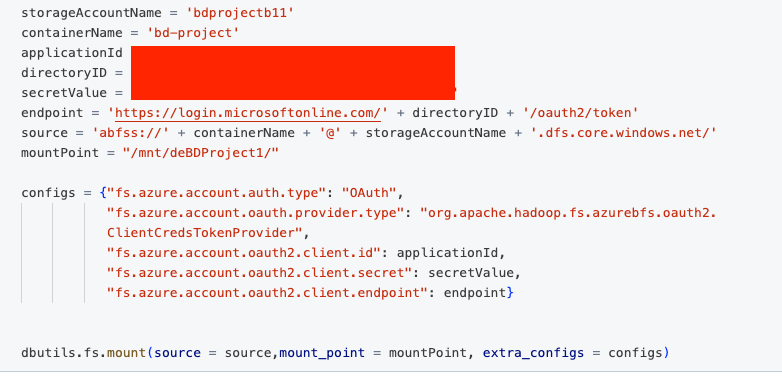 storageAccountName = 'bdprojectb11'
containerName = 'bd-project'
applicationId
directoryID =
secretValue =
endpoint = 'https://login.microsoftonline.com/' + directoryID + '/oauth2/token'
source = 'abfss://' + containerName + '@' + storageAccountName + '.dfs.core.windows.net/'
mountPoint = "/mnt/deBDProject1/"
configs = {"fs.azure.account.auth.type": "OAuth",
"fs.azure.account.oauth.provider.type": "org.apache.hadoop.fs.azurebfs.oauth2.
ClientCredsTokenProvider",
"fs.azure.account.oauth2.client.id": applicationId,
"fs.azure.account.oauth2.client.secret": secretValue,
"fs.azure.account.oauth2.client.endpoint": endpoint}
dbutils.fs.mount(source = source,mount_point = mountPoint, extra_configs = configs)